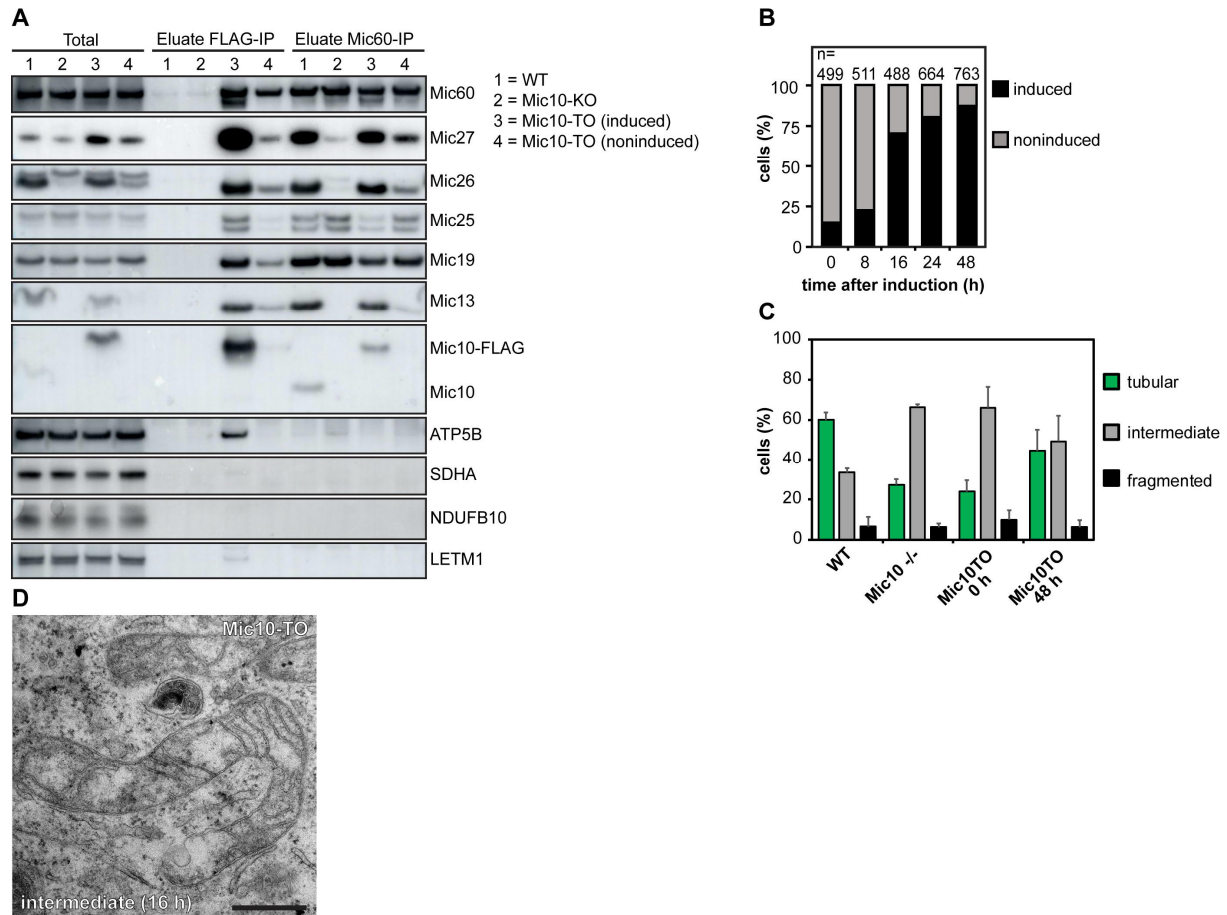 A
Total Eluate FLAG-IP Eluate Mic60-IP
1 2 3 4 1 2 3 4 1 2 3 4
Mic60
Mic27
Mic26
Mic25
Mic19
Mic13
Mic10-FLAG
Mic10
ATP5B
SDHA
NDUFB10
LETM1
1 = WT
2 = Mic10-KO
3 = Mic10-TO (induced)
4 = Mic10-TO (noninduced)
B
n=
499 511 488 664 763
100
75
50
25
0
cells (%)
0 8 16 24 48
time after induction (h)
induced
noninduced
C
100
80
60
40
20
0
cells (%)
WT
Mic10 -/-
Mic10TO
0 h
Mic10TO
48 h
tubular
intermediate
fragmented
D
Mic10-TO
intermediate (16 h)